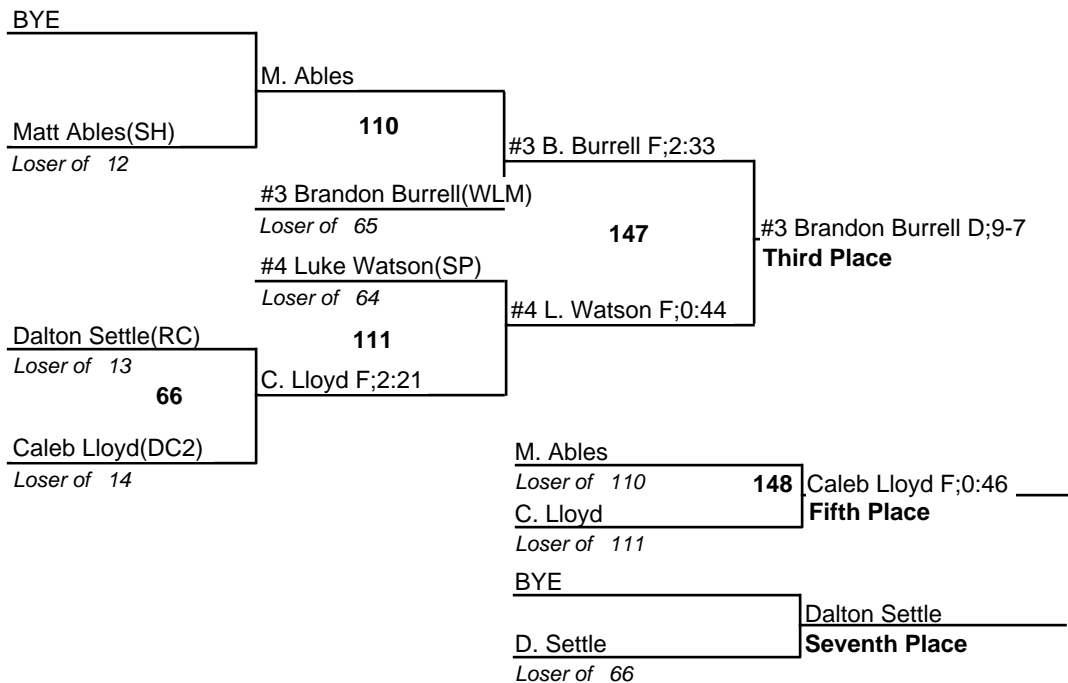 BYE
M. Ables
Matt Ables(SH)
Loser of 12
110
#3 B. Burrell F;2:33
#3 Brandon Burrell(WLM)
Loser of 65
147
#3 Brandon Burrell D;9-7
Third Place
#4 Luke Watson(SP)
Loser of 64
#4 L. Watson F;0:44
Dalton Settle(RC)
Loser of 13
111
66
C. Lloyd F;2:21
Caleb Lloyd(DC2)
Loser of 14
M. Ables
Loser of 110
148
Caleb Lloyd F;0:46
Fifth Place
C. Lloyd
Loser of 111
BYE
Dalton Settle
Seventh Place
D. Settle
Loser of 66